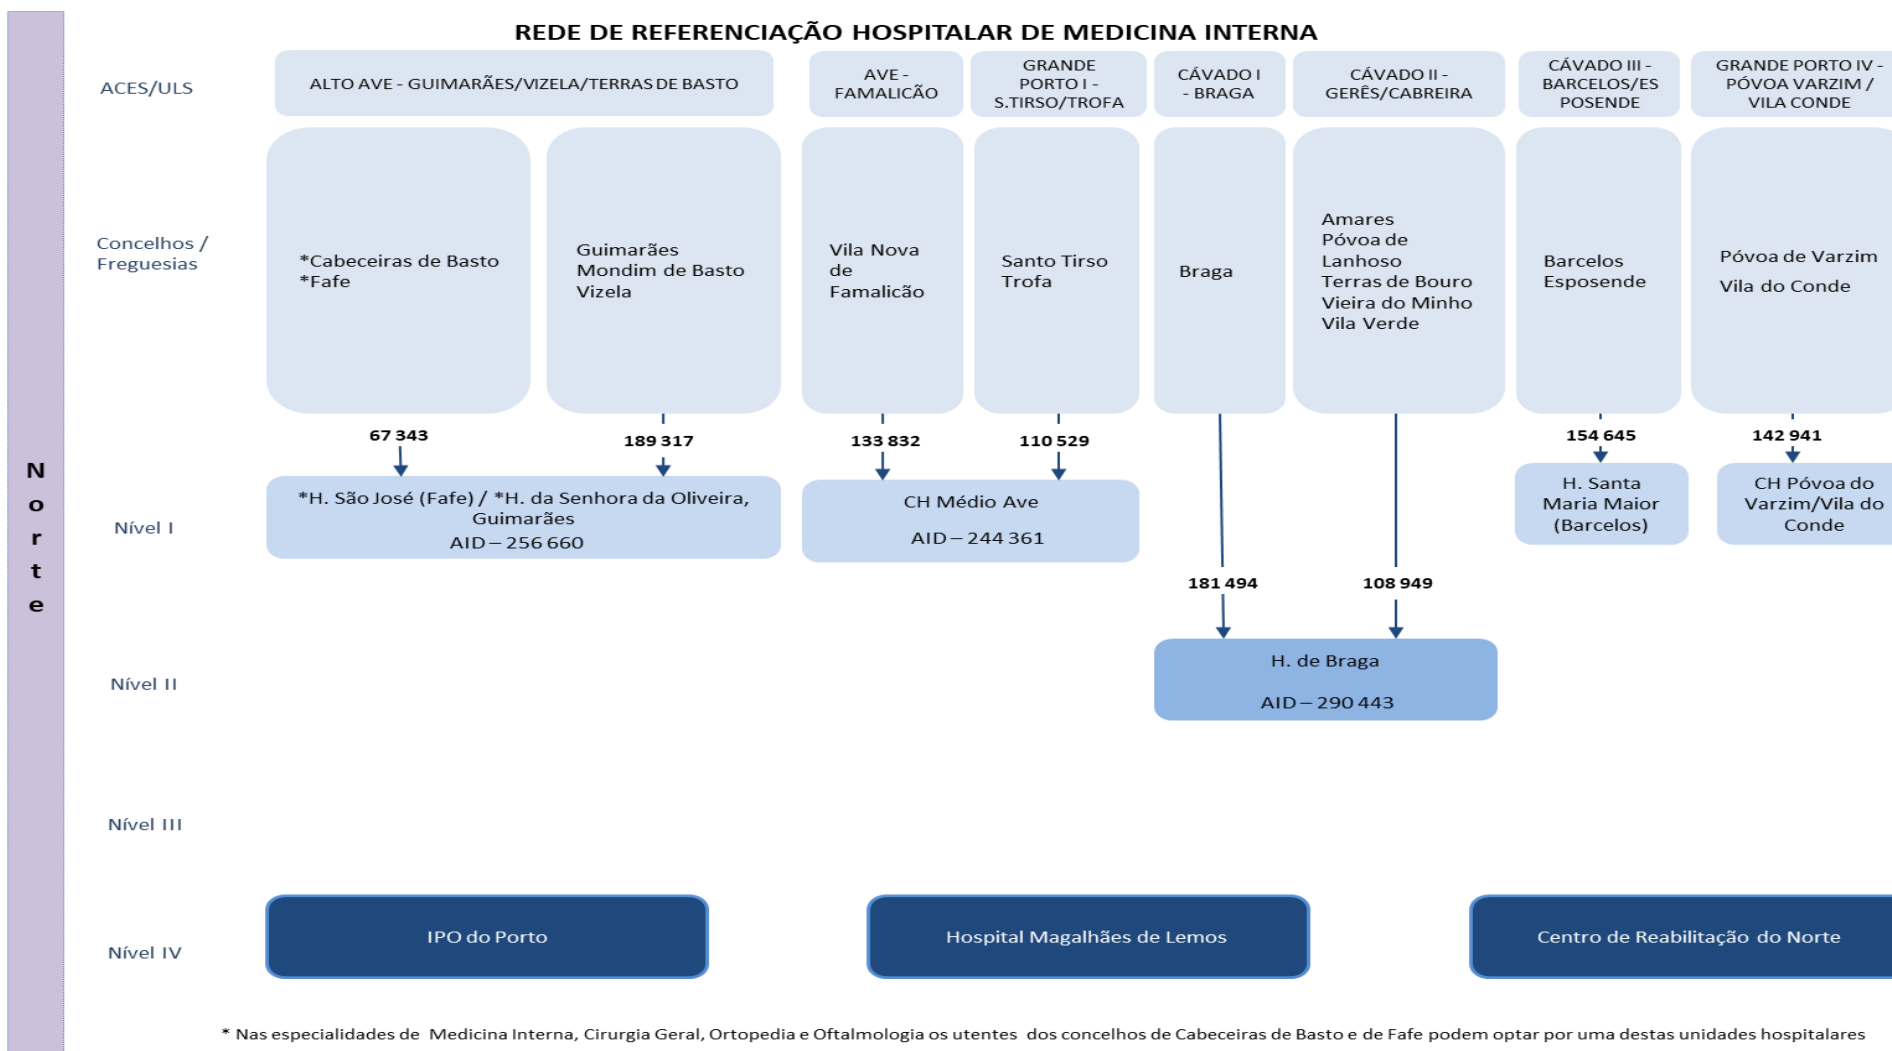 REDE DE REFERENCIAÇÃO HOSPITALAR DE MEDICINA INTERNA
ACES/ULS
ALTO AVE - GUIMARÃES/VIZELA/TERRAS DE BASTO
AVE -
FAMALICÃO
GRANDE
PORTO I -
S.TIRSO/TROFA
CÁVADO I
- BRAGA
CÁVADO II -
GERÊS/CABREIRA
CÁVADO III -
BARCELOS/ES
POSENDE
GRANDE PORTO IV -
PÓVOA VARZIM /
VILA CONDE
Concelhos /
Freguesias
*Cabeceiras de Basto
*Fafe
Guimarães
Mondim de Basto
Vizela
Vila Nova
de
Famalicão
Santo Tirso
Trofa
Braga
Amares
Póvoa de
Lanhoso
Terras de Bouro
Vieira do Minho
Vila Verde
Barcelos
Esposende
Póvoa de Varzim
Vila do Conde
67 343
189 317
133 832
110 529
154 645
142 941
Norte
Nível I
*H. São José (Fafe) / *H. da Senhora da Oliveira,
Guimarães
AID – 256 660
CH Médio Ave
AID – 244 361
H. Santa
Maria Maior
(Barcelos)
CH Póvoa do
Varzim/Vila do
Conde
181 494
108 949
Nível II
H. de Braga
AID – 290 443
Nível III
Nível IV
IPO do Porto
Hospital Magalhães de Lemos
Centro de Reabilitação do Norte
* Nas especialidades de Medicina Interna, Cirurgia Geral, Ortopedia e Oftalmologia os utentes dos concelhos de Cabeceiras de Basto e de Fafe podem optar por uma destas unidades hospitalares